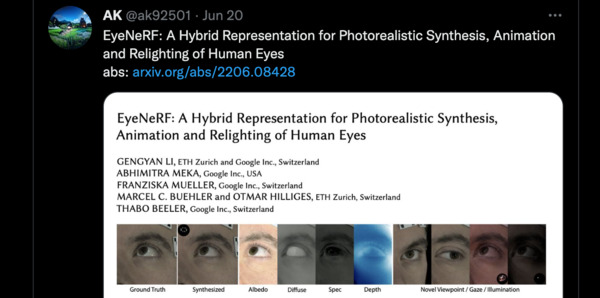 AK @ak92501 · Jun 20
EyeNeRF: A Hybrid Representation for Photorealistic Synthesis, Animation
and Relighting of Human Eyes
abs: arxiv.org/abs/2206.08428
EyeNeRF: A Hybrid Representation for Photorealistic Synthesis,
Animation and Relighting of Human Eyes
GENGYAN LI, ETH Zurich and Google Inc., Switzerland
ABHIMITRA MEKA, Google Inc., USA
FRANZISKA MUELLER, Google Inc., Switzerland
MARCEL C. BUEHLER and OTMAR HILLIGES, ETH Zurich, Switzerland
THABO BEELER, Google Inc., Switzerland
Ground Truth Synthesized Albedo Diffuse Spec Depth Novel Viewpoint / Gaze / Illumination